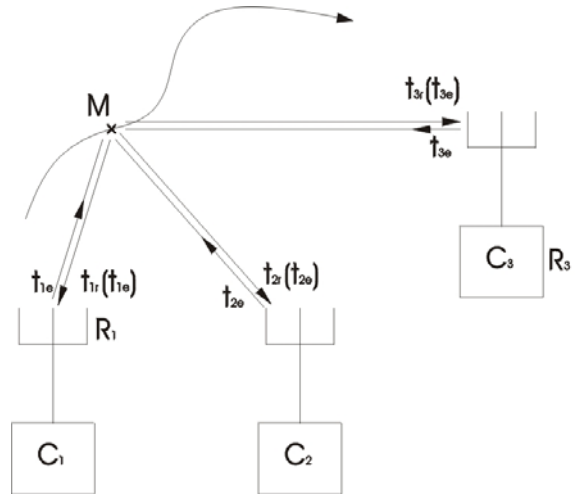 M
t₃ᵣ(t₃ₑ)
t₃ₑ
C₃
R₃
t₁ₑ
t₁ᵣ(t₁ₑ)
R₁
t₂ₑ
t₂ᵣ(t₂ₑ)
C₁
C₂